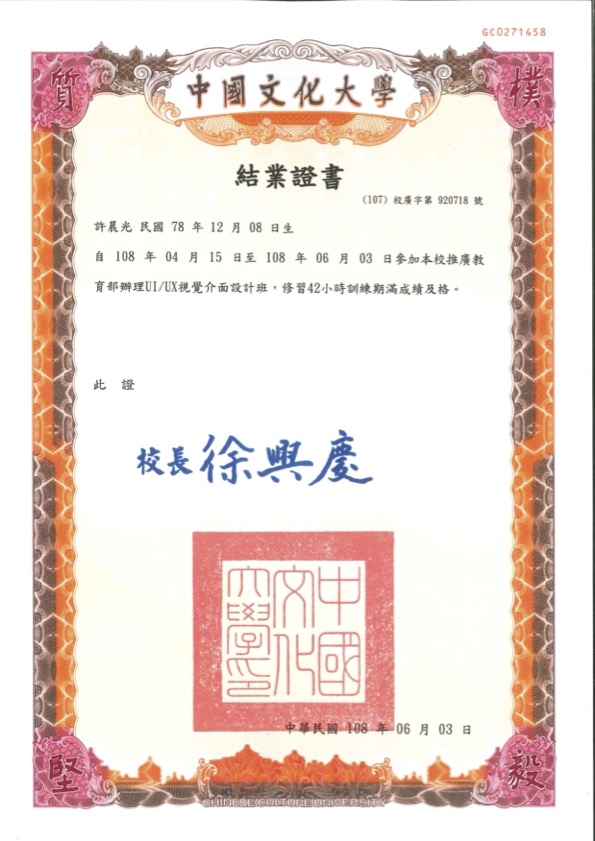 GC0271458
質
樸
中國文化大學
結業證書
(107) 校廣字第 920718 號
許晨光 民國 78 年 12 月 08 日生
自 108 年 04 月 15 日至 108 年 06 月 03 日參加本校推廣教
育部辦理UI/UX視覺介面設計班，修習42小時訓練期滿成績及格。
此 證
校長 徐興慶
中國文化大學印
中華民國 108 年 06 月 03 日
堅
毅
CHINESE CULTURE UNIVERSITY